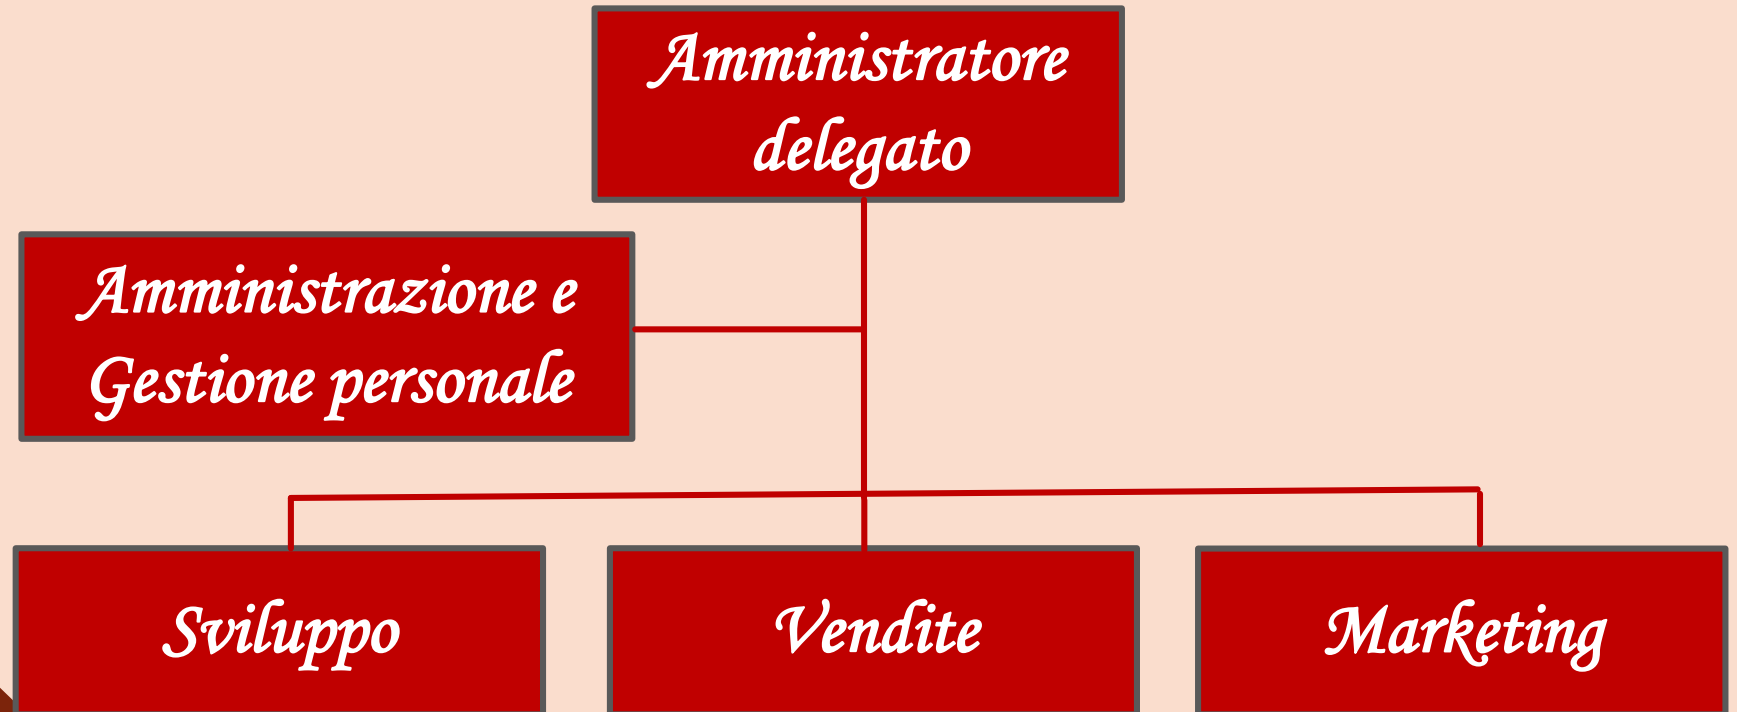 Amministratore
delegato
Amministrazione e
Gestione personale
Sviluppo
Vendite
Marketing